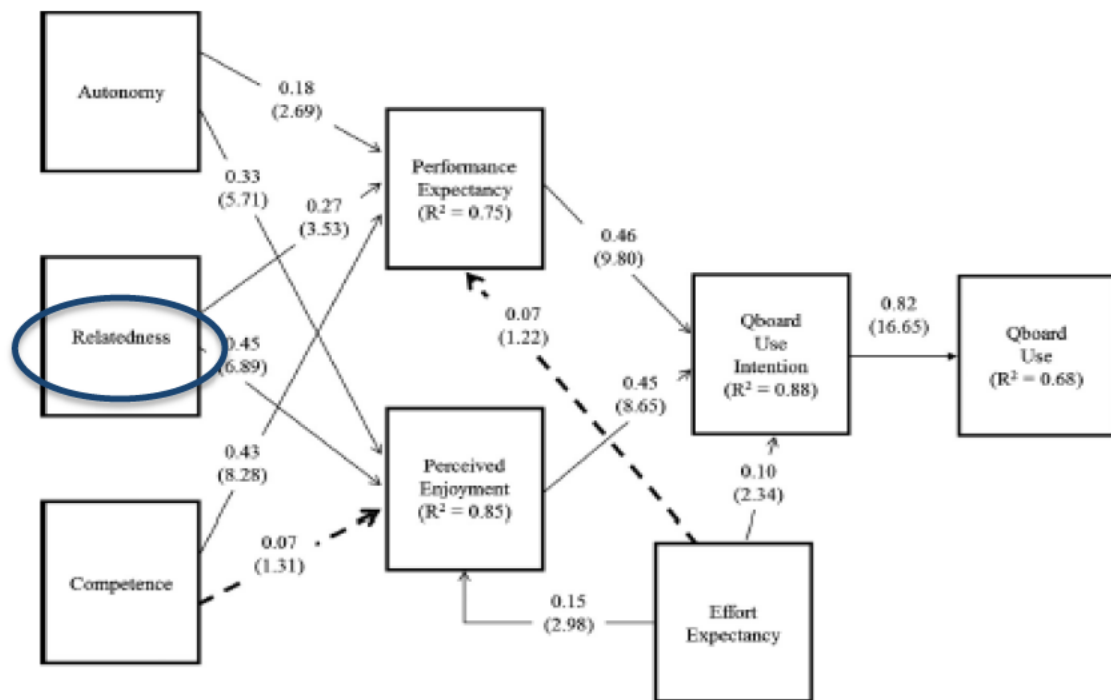 Autonomy
0.18
(2.69)
0.33
(5.71)
Performance
Expectancy
(R² = 0.75)
0.27
(3.53)
0.46
(9.80)
Relatedness
0.45
(6.89)
0.07
(1.22)
Qboard
Use
Intention
(R² = 0.88)
0.82
(16.65)
Qboard
Use
(R² = 0.68)
0.45
(8.65)
0.43
(8.28)
Perceived
Enjoyment
(R² = 0.85)
0.10
(2.34)
0.07
(1.31)
Competence
0.15
(2.98)
Effort
Expectancy